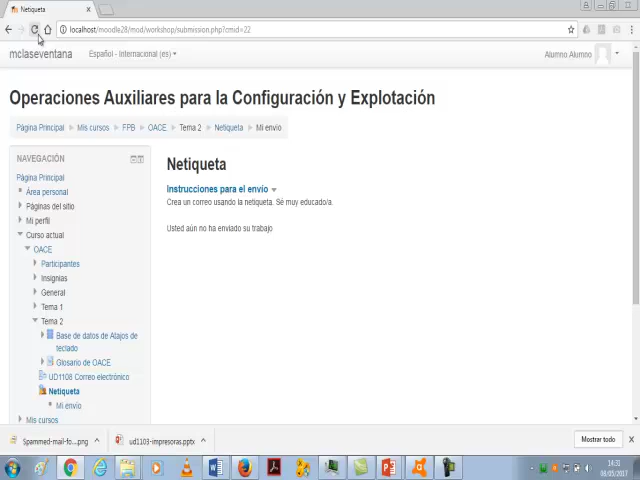 Netiqueta
localhost/moodle28/mod/workshop/submission.php?cmid=22
mclaseventana
Español - Internacional (es)
Alumno Alumno
Operaciones Auxiliares para la Configuración y Explotación
Página Principal Mis cursos FPB OACE Tema 2 Netiqueta Mi envío
NAVEGACIÓN
Página Principal
Área personal
Páginas del sitio
Mi perfil
Curso actual
OACE
Participantes
Insignias
General
Tema 1
Tema 2
Base de datos de Atajos de
teclado
Glosario de OACE
UD1108 Correo electrónico
Netiqueta
Mi envío
Mis cursos
Netiqueta
Instrucciones para el envío
Crea un correo usando la netiqueta. Sé muy educado/a.
Usted aún no ha enviado su trabajo
Spammed-mail-fo....png
ud1103-impresoras.pptx
Mostrar todo
14:31
08/05/2017